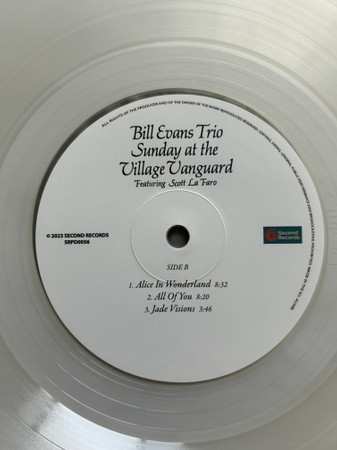 Bill Evans Trio
Sunday at the
Village Vanguard
Featuring Scott La Faro
© 2023 SECOND RECORDS
SRPD0056
Second
Records
SIDE B
1. Alice In Wonderland 8:32
2. All Of You 8:20
3. Jade Visions 3:46